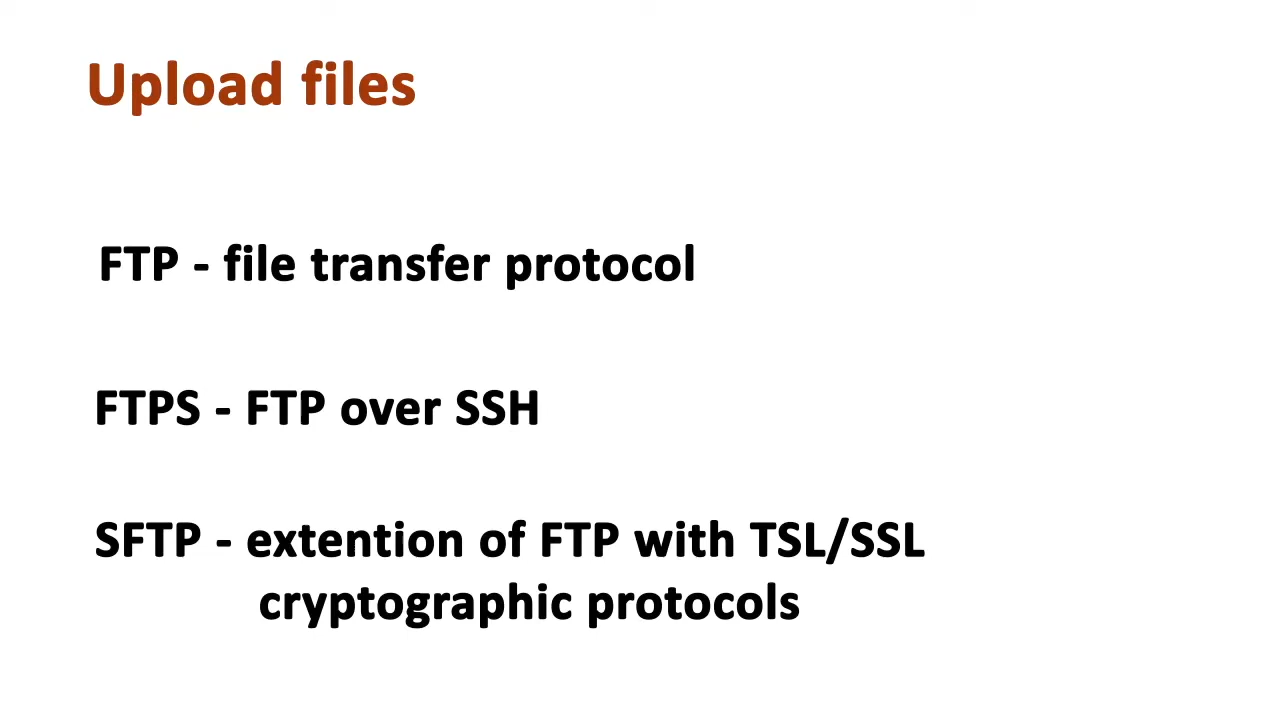 Upload files
FTP - file transfer protocol
FTPS - FTP over SSH
SFTP - extention of FTP with TSL/SSL
cryptographic protocols